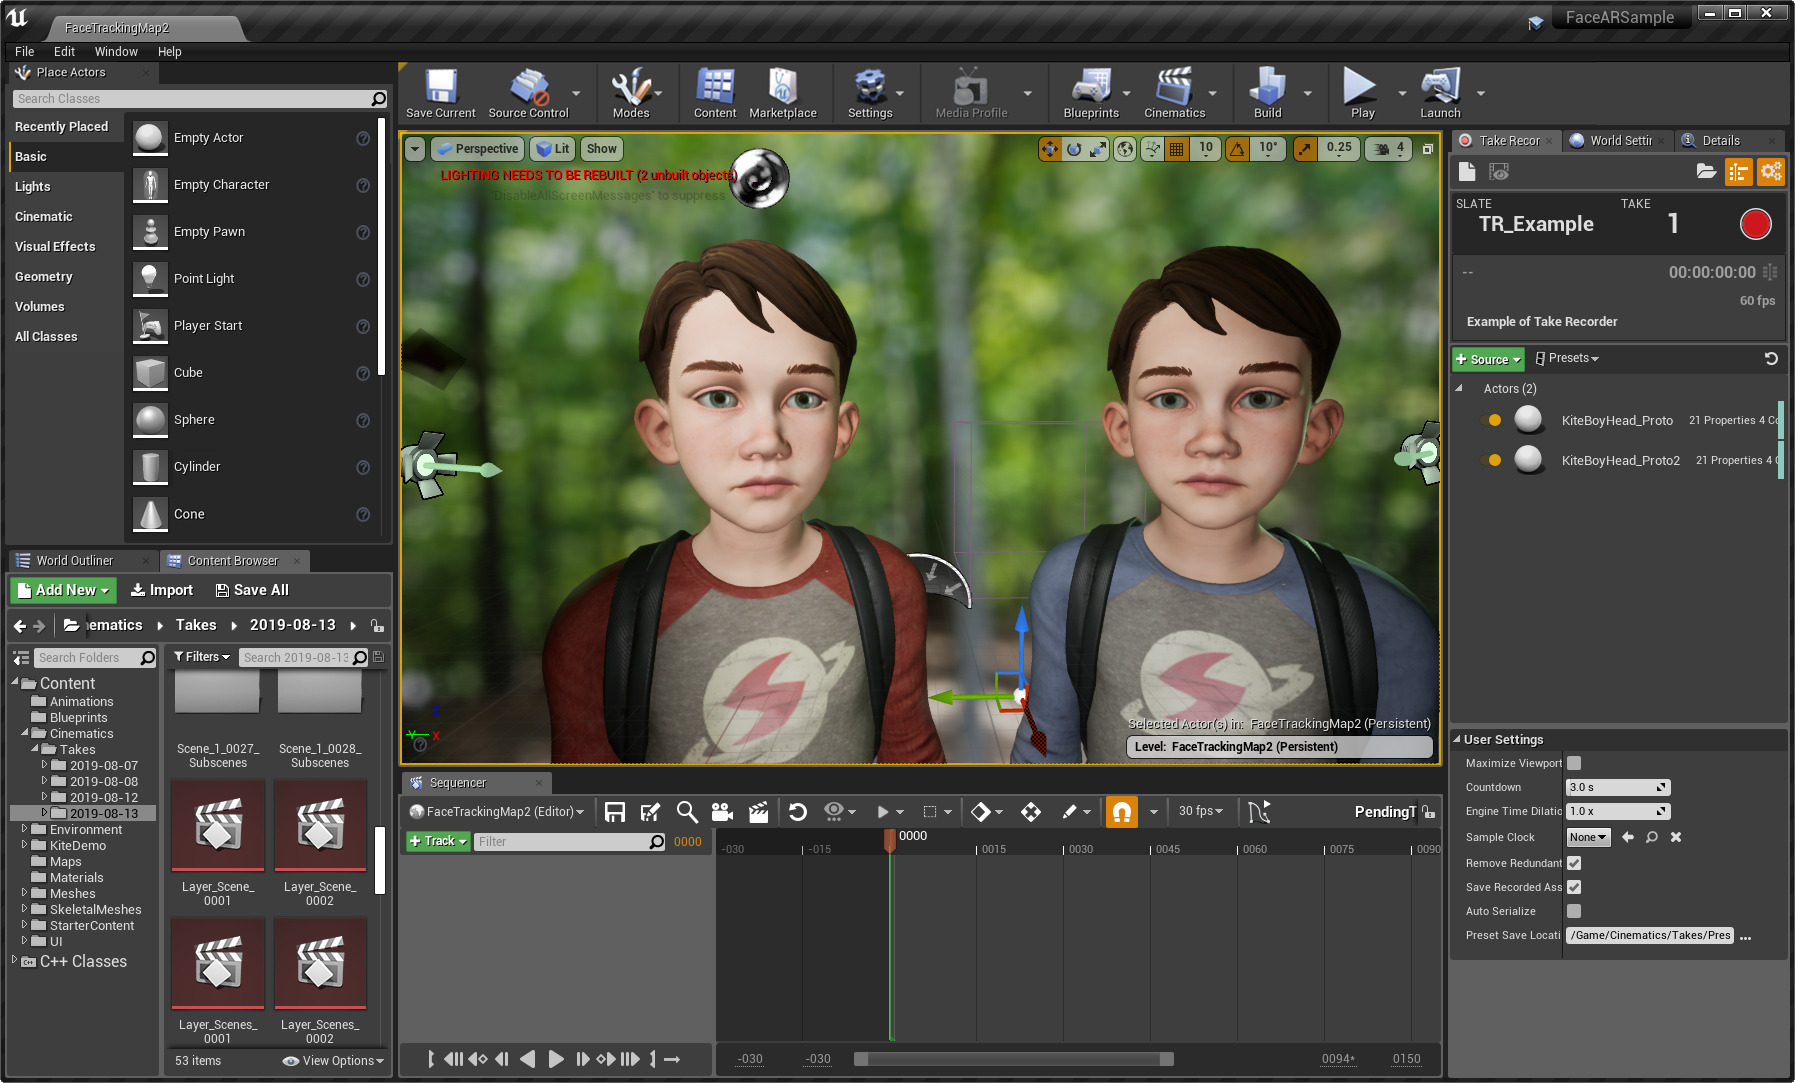 FaceTrackingMap2
FaceARSample
File Edit Window Help
Place Actors
Search Classes
Recently Placed
Basic
Lights
Cinematic
Visual Effects
Geometry
Volumes
All Classes
Empty Actor
Empty Character
Empty Pawn
Point Light
Player Start
Cube
Sphere
Cylinder
Cone
Save Current Source Control Modes Content Marketplace Settings Media Profile Blueprints Cinematics Build Play Launch
Perspective Lit Show 10 10° 0.25 4
LIGHTING NEEDS TO BE REBUILT (2 unbuilt objects)
'DisableAllScreenMessages' to suppress
Z
Y X
Selected Actor(s) in: FaceTrackingMap2 (Persistent)
Level: FaceTrackingMap2 (Persistent)
Take Recor World Settin Details
SLATE TAKE
TR_Example 1
-- 00:00:00:00
60 fps
Example of Take Recorder
+ Source Presets
Actors (2)
KiteBoyHead_Proto 21 Properties 4 Co
KiteBoyHead_Proto2 21 Properties 4 C
User Settings
Maximize Viewport
Countdown 3.0 s
Engine Time Dilatio 1.0 x
Sample Clock None
Remove Redundant
Save Recorded Ass
Auto Serialize
Preset Save Locati /Game/Cinematics/Takes/Pres ...
World Outliner Content Browser
Add New Import Save All
ematics Takes 2019-08-13
Search Folders
Filters Search 2019-08-13
Content
Animations
Blueprints
Cinematics
Takes
2019-08-07
2019-08-08
2019-08-12
2019-08-13
Environment
KiteDemo
Maps
Materials
Meshes
SkeletalMeshes
StarterContent
UI
C++ Classes
Scene_1_0027_
Subscenes
Scene_1_0028_
Subscenes
Layer_Scene_
0001
Layer_Scene_
0002
Layer_Scenes_
0001
Layer_Scenes_
0002
53 items View Options
Sequencer
FaceTrackingMap2 (Editor) 30 fps PendingT
+ Track Filter 0000
0000
-030 -015 0015 0030 0045 0060 0075 0090
-030 -030 0094* 0150